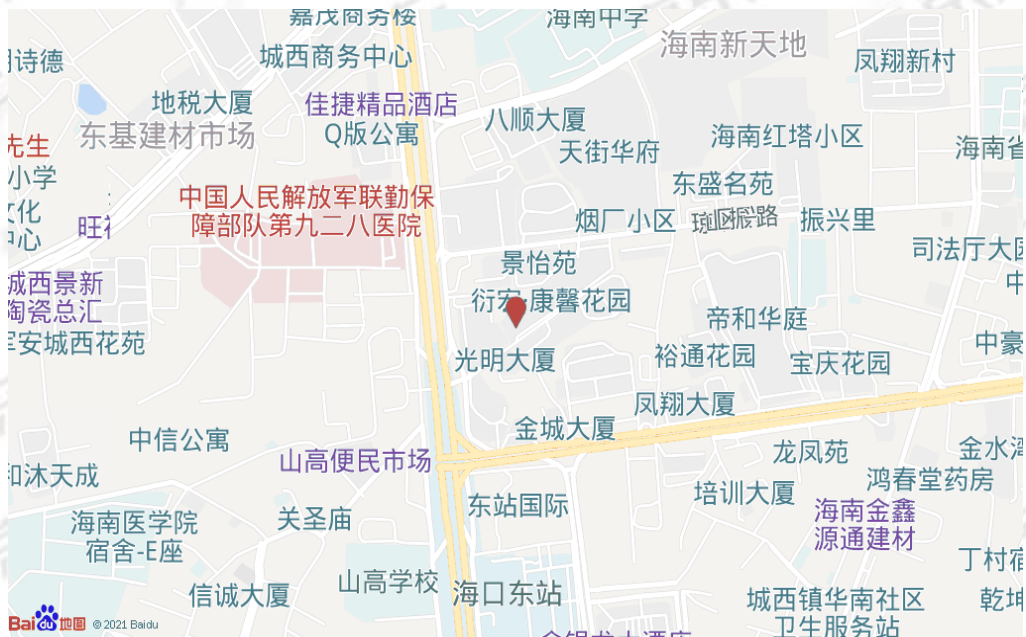 嘉茂商务楼
海南中学
海南新天地
诗德
城西商务中心
凤翔新村
地税大厦
佳捷精品酒店
八顺大厦
东基建材市场
Q版公寓
海南红塔小区
先生
天街华府
海南省
小学
东盛名苑
中国人民解放军联勤保
障部队第九二八医院
烟厂小区
振兴里
中心
司法厅大
景怡苑
城西景新
陶瓷总汇
衍宏·康馨花园
帝和华庭
安城西花苑
中豪
光明大厦
裕通花园
宝庆花园
凤翔大厦
中信公寓
金城大厦
龙凤苑
金水
山高便民市场
和沐天成
鸿春堂药房
培训大厦
东站国际
海南医学院
宿舍-E座
关圣庙
海南金鑫
源通建材
丁村
山高学校
信诚大厦
海口东站
城西镇华南社区
卫生服务站
乾坤
Bai du 地图 © 2021 Baidu